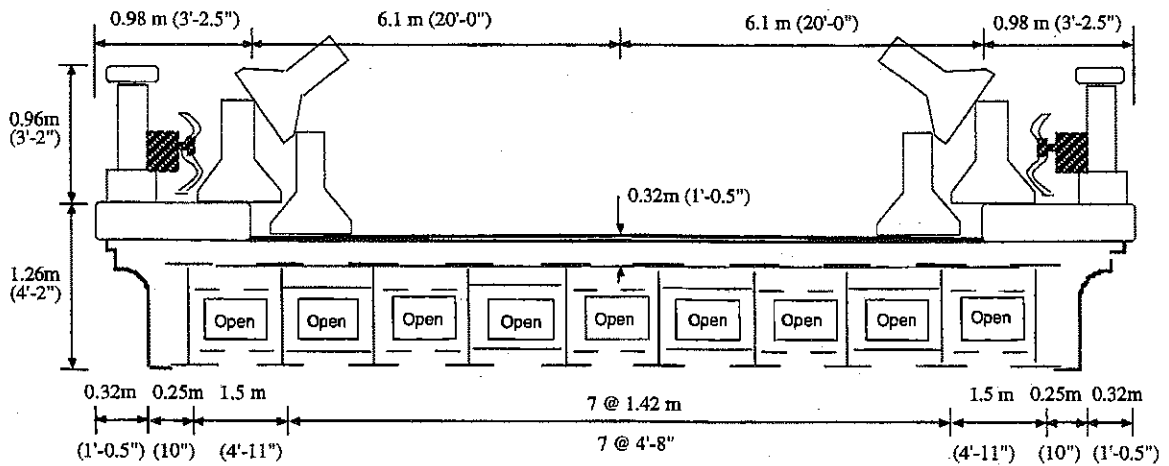 0.98 m (3'-2.5") 6.1 m (20'-0") 6.1 m (20'-0") 0.98 m (3'-2.5")
0.96m
(3'-2")
0.32m (1'-0.5")
1.26m
(4'-2")
Open Open Open Open Open Open Open Open Open
0.32m 0.25m 1.5 m 7 @ 1.42 m 1.5 m 0.25m 0.32m
(1'-0.5") (10") (4'-11") 7 @ 4'-8" (4'-11") (10") (1'-0.5")